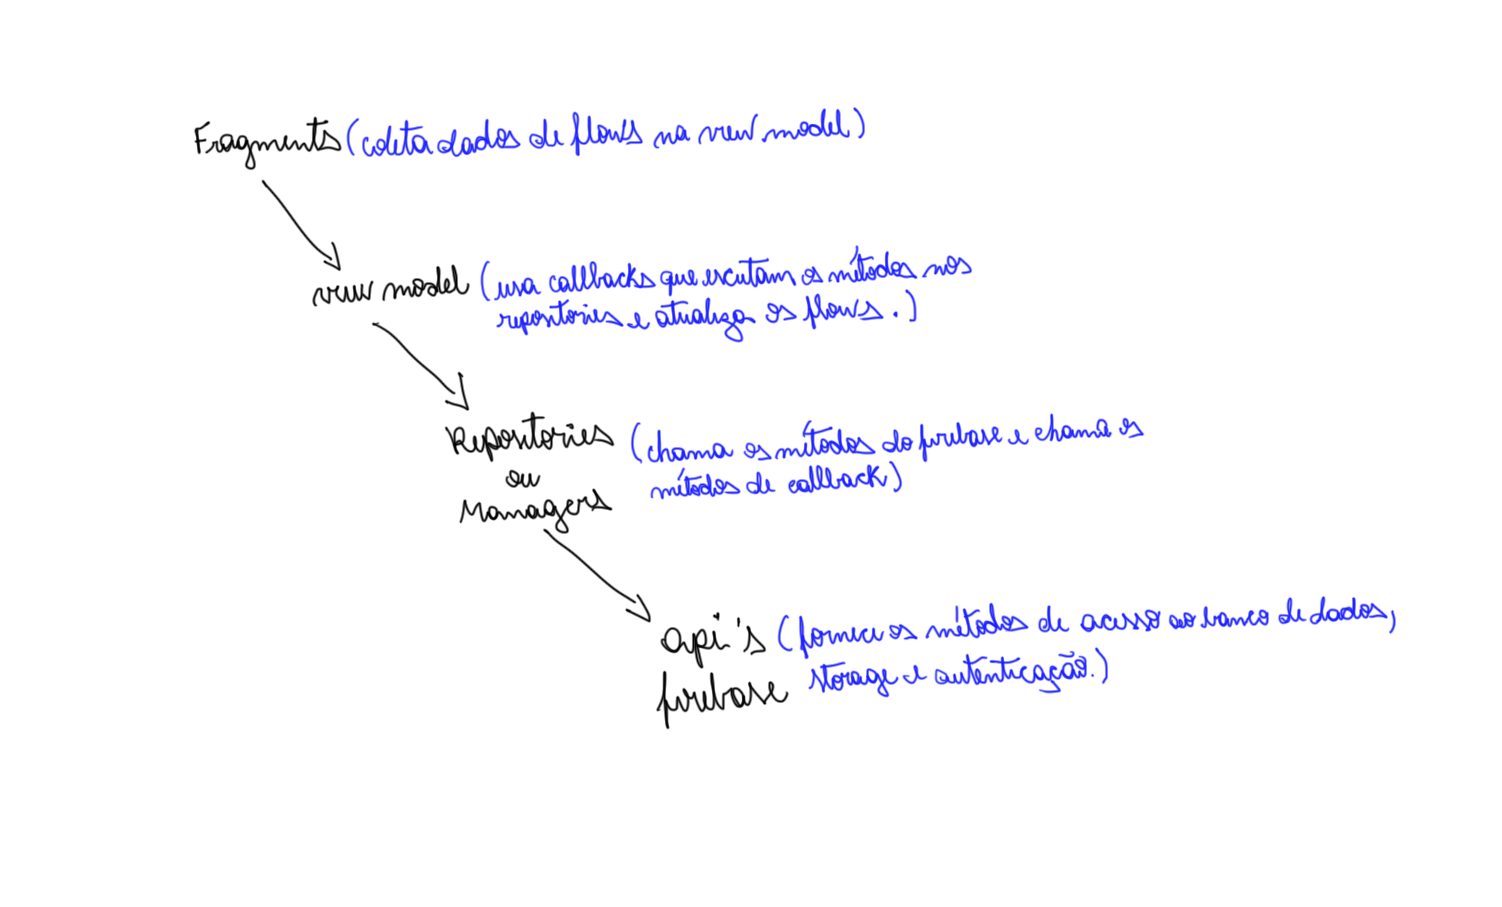 Fragments (coleta dados de flows na view model)
view model (usa callbacks que escutam os métodos nos
repositories e atualiza os flows.)
Repositories (chama os métodos do firebase e chama os
ou
métodos de callback)
Managers
api's (fornece os métodos de acesso ao banco de dados,
firebase storage e autenticação.)